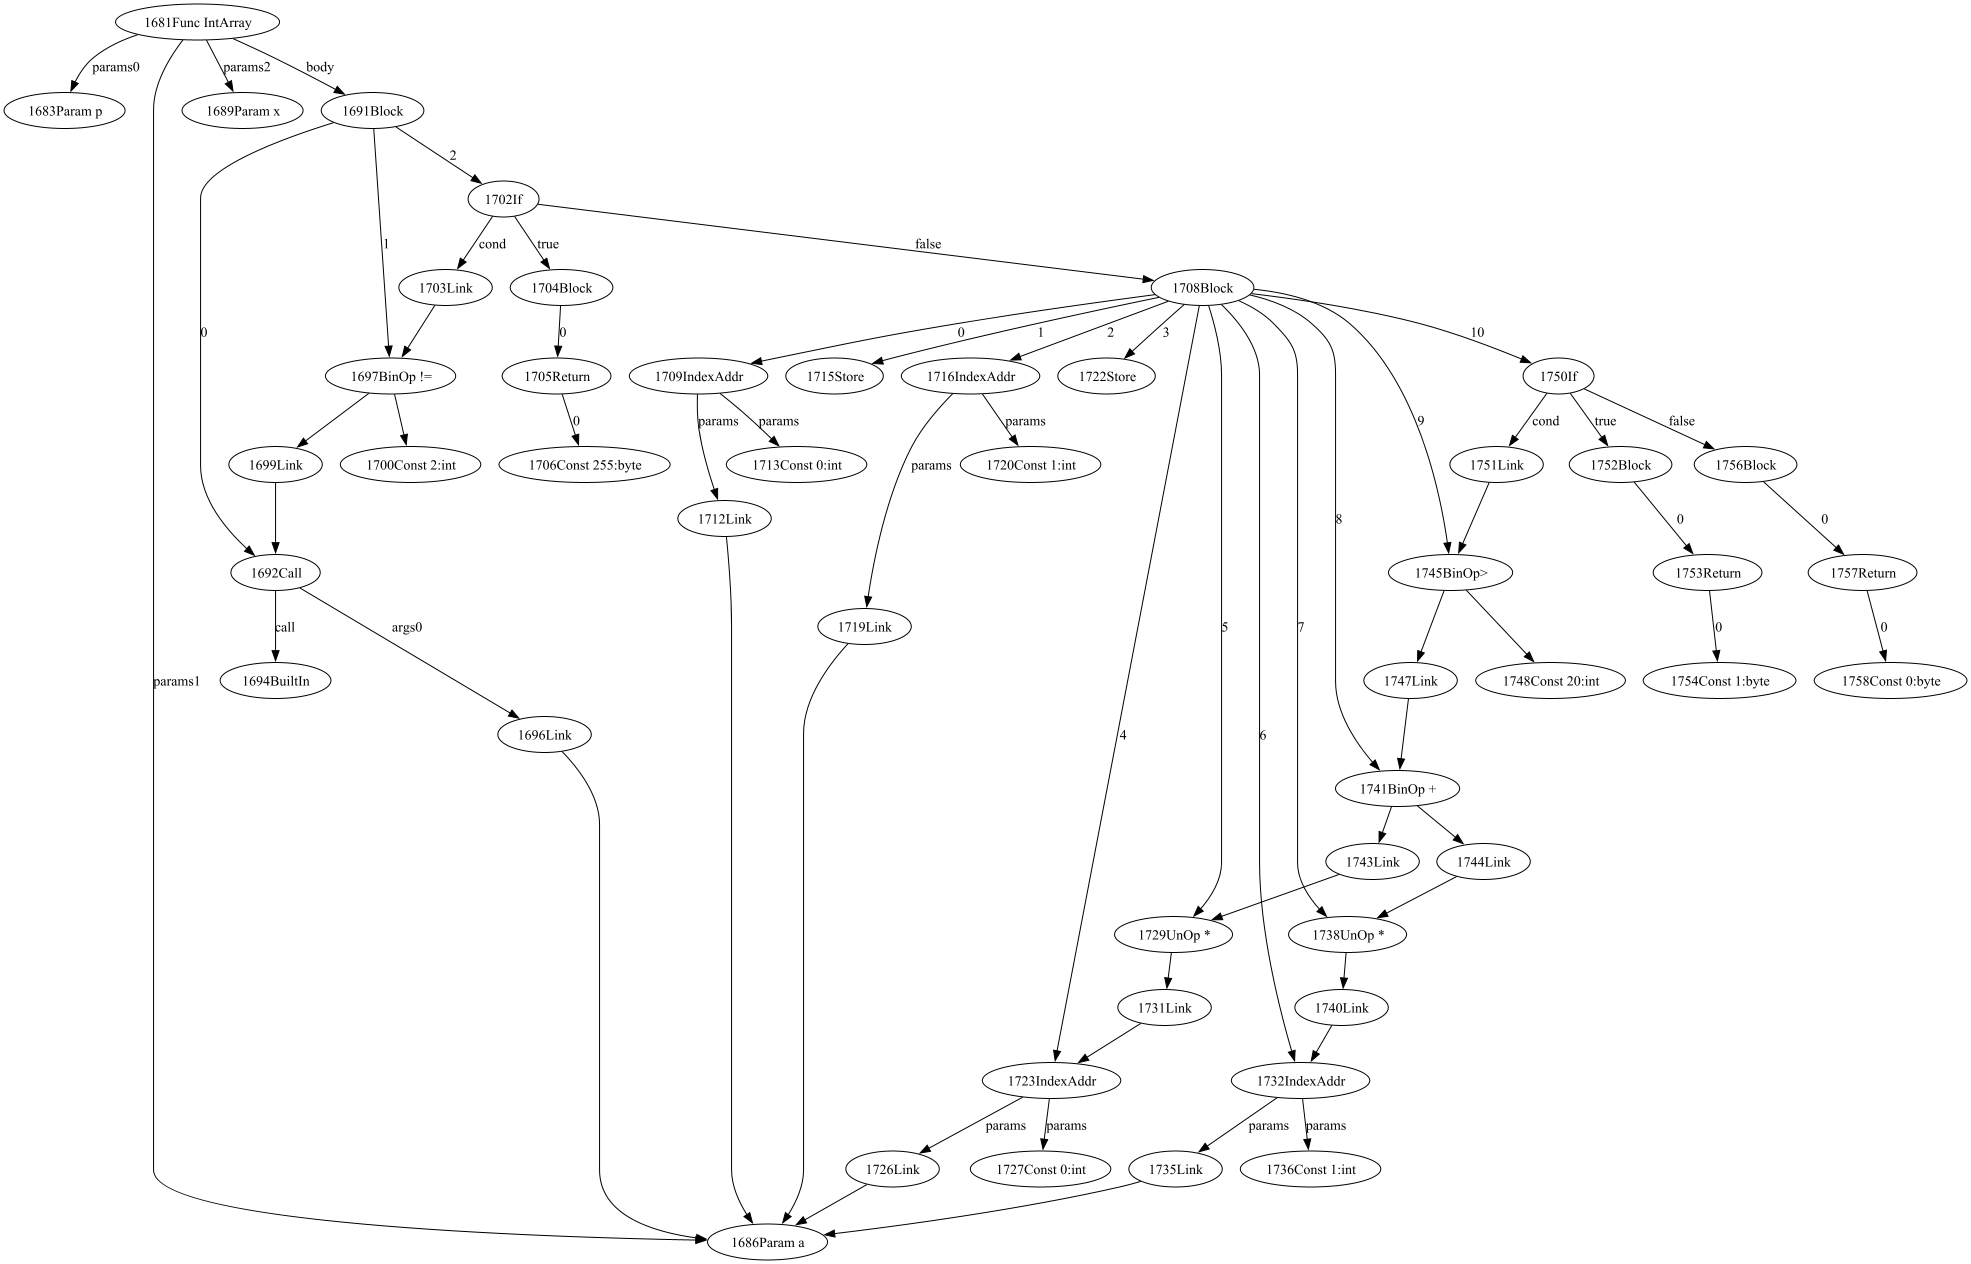 1681Func IntArray
params0
params2
body
1683Param p
1689Param x
1691Block
2
1702If
1
cond
true
false
1703Link
1704Block
1708Block
0
0
0
1
2
3
10
1697BinOp !=
1705Return
1709IndexAddr
1715Store
1716IndexAddr
1722Store
1750If
0
params
params
params
9
cond
true
false
1699Link
1700Const 2:int
1706Const 255:byte
1713Const 0:int
params
1720Const 1:int
1751Link
1752Block
1756Block
1712Link
8
0
0
1692Call
1745BinOp>
1753Return
1757Return
call
args0
1719Link
5
7
0
0
params1
1694BuiltIn
1747Link
1748Const 20:int
1754Const 1:byte
1758Const 0:byte
1696Link
4
6
1741BinOp +
1743Link
1744Link
1729UnOp *
1738UnOp *
1731Link
1740Link
1723IndexAddr
1732IndexAddr
params
params
params
params
1726Link
1727Const 0:int
1735Link
1736Const 1:int
1686Param a